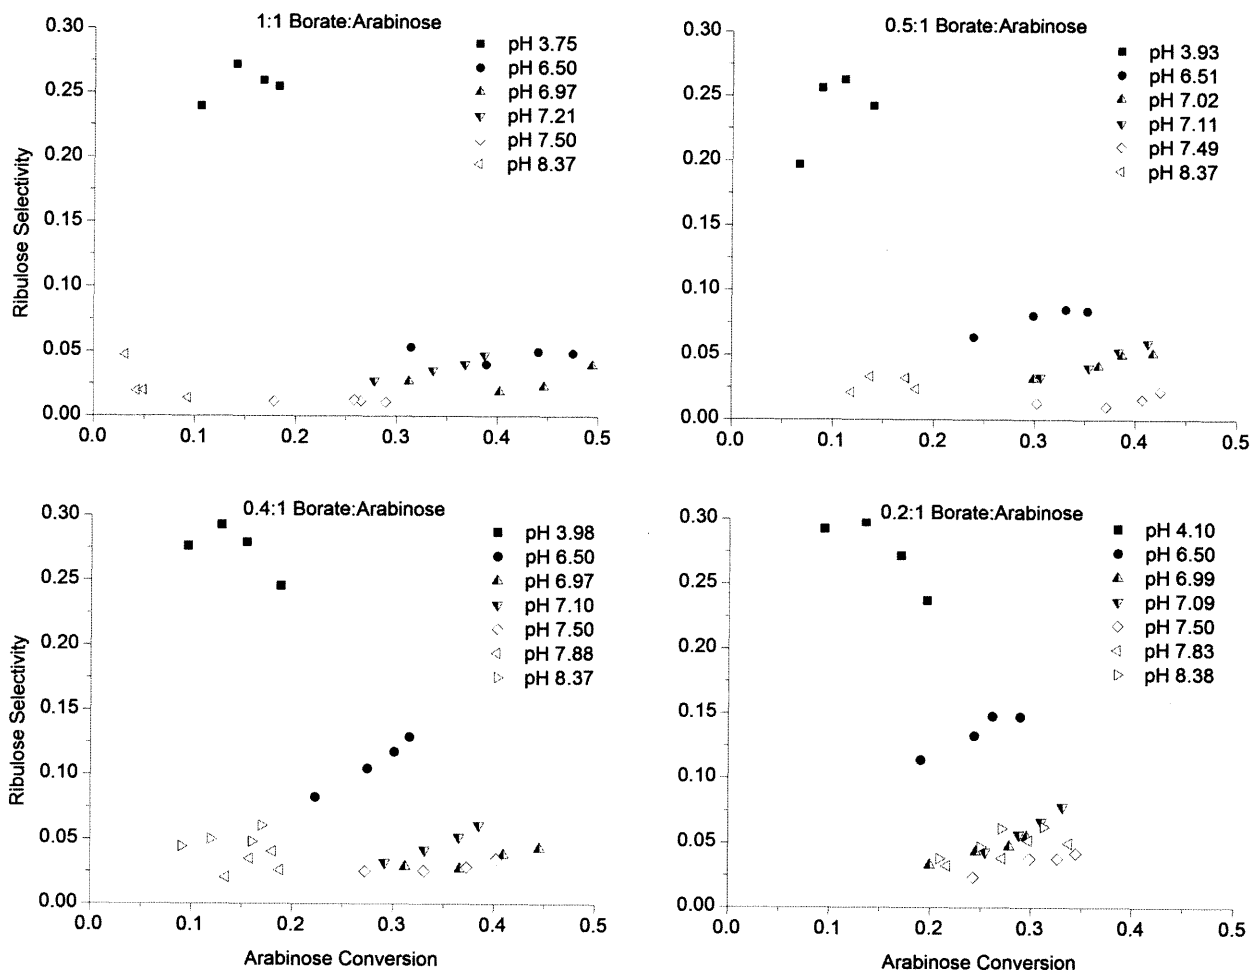 1:1 Borate:Arabinose
0.30
0.25
0.20
0.15
0.10
0.05
0.00
Ribulose Selectivity
pH 3.75
pH 6.50
pH 6.97
pH 7.21
pH 7.50
pH 8.37
0.0 0.1 0.2 0.3 0.4 0.5
0.5:1 Borate:Arabinose
0.30
0.25
0.20
0.15
0.10
0.05
0.00
pH 3.93
pH 6.51
pH 7.02
pH 7.11
pH 7.49
pH 8.37
0.0 0.1 0.2 0.3 0.4 0.5
0.4:1 Borate:Arabinose
0.30
0.25
0.20
0.15
0.10
0.05
0.00
Ribulose Selectivity
pH 3.98
pH 6.50
pH 6.97
pH 7.10
pH 7.50
pH 7.88
pH 8.37
0.0 0.1 0.2 0.3 0.4 0.5
Arabinose Conversion
0.2:1 Borate:Arabinose
0.30
0.25
0.20
0.15
0.10
0.05
0.00
pH 4.10
pH 6.50
pH 6.99
pH 7.09
pH 7.50
pH 7.83
pH 8.38
0.0 0.1 0.2 0.3 0.4 0.5
Arabinose Conversion